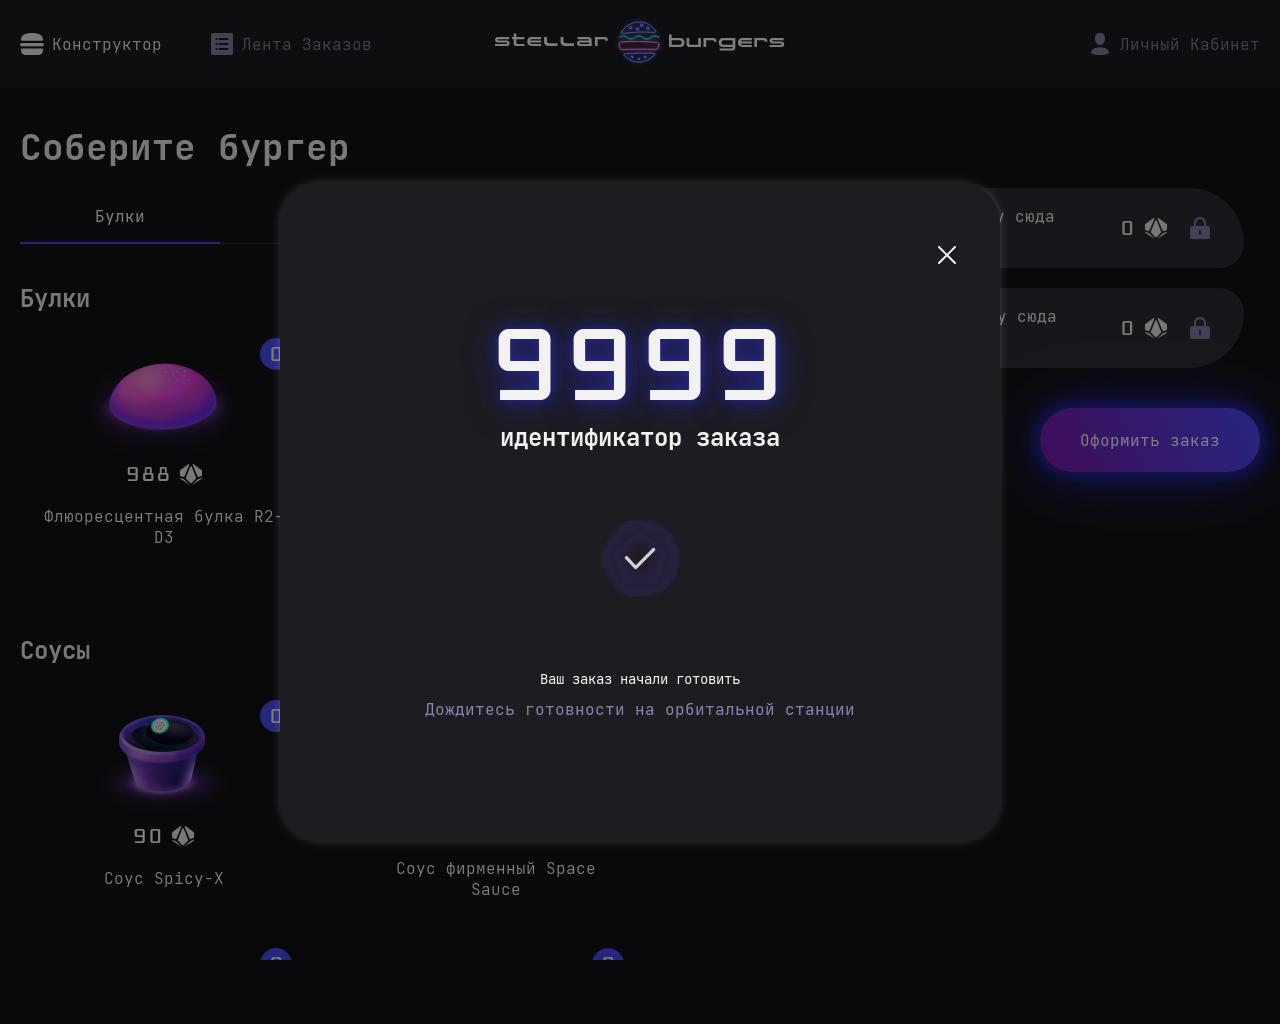 Конструктор
Лента Заказов
stellar burgers
Личный Кабинет
Соберите бургер
Булки
у сюда
0
у сюда
0
Оформить заказ
Булки
0
988
Флюоресцентная булка R2-
D3
9999
идентификатор заказа
Ваш заказ начали готовить
Дождитесь готовности на орбитальной станции
Соусы
0
90
Соус Spicy-X
Соус фирменный Space
Sauce